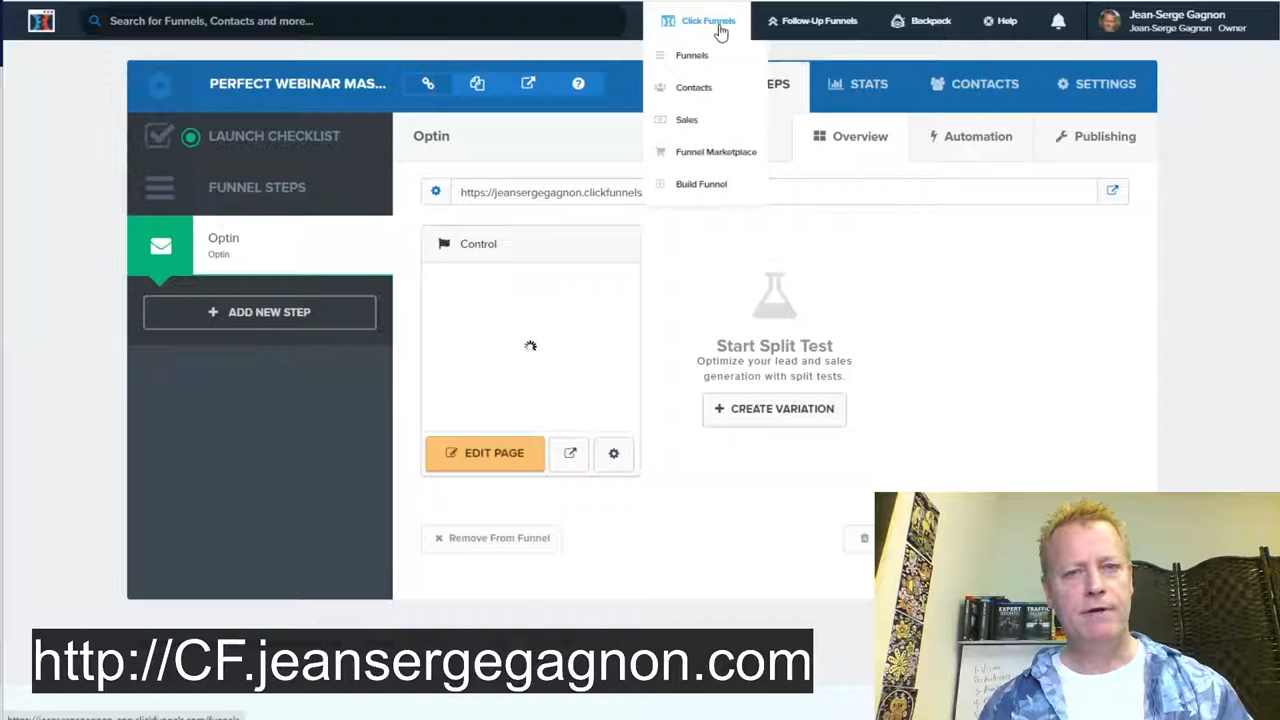 Search for Funnels, Contacts and more...
Click Funnels
Follow-Up Funnels
Backpack
Help
Jean-Serge Gagnon
Jean-Serge Gagnon Owner
Funnels
Contacts
Sales
Funnel Marketplace
Build Funnel
PERFECT WEBINAR MAS...
EPS
STATS
CONTACTS
SETTINGS
LAUNCH CHECKLIST
FUNNEL STEPS
Optin
Optin
ADD NEW STEP
Optin
Overview
Automation
Publishing
https://jeansergegagnon.clickfunnels
Control
EDIT PAGE
Start Split Test
Optimize your lead and sales
generation with split tests.
CREATE VARIATION
Remove From Funnel
EXPERT
SECRETS
TRAFFIC
http://CF.jeansergegagnon.com